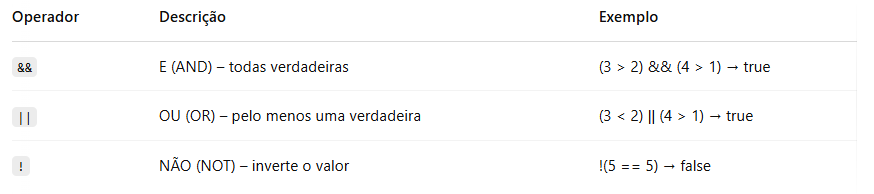 Operador Descrição Exemplo
&& E (AND) – todas verdadeiras (3 > 2) && (4 > 1) → true
|| OU (OR) – pelo menos uma verdadeira (3 < 2) || (4 > 1) → true
! NÃO (NOT) – inverte o valor !(5 == 5) → false